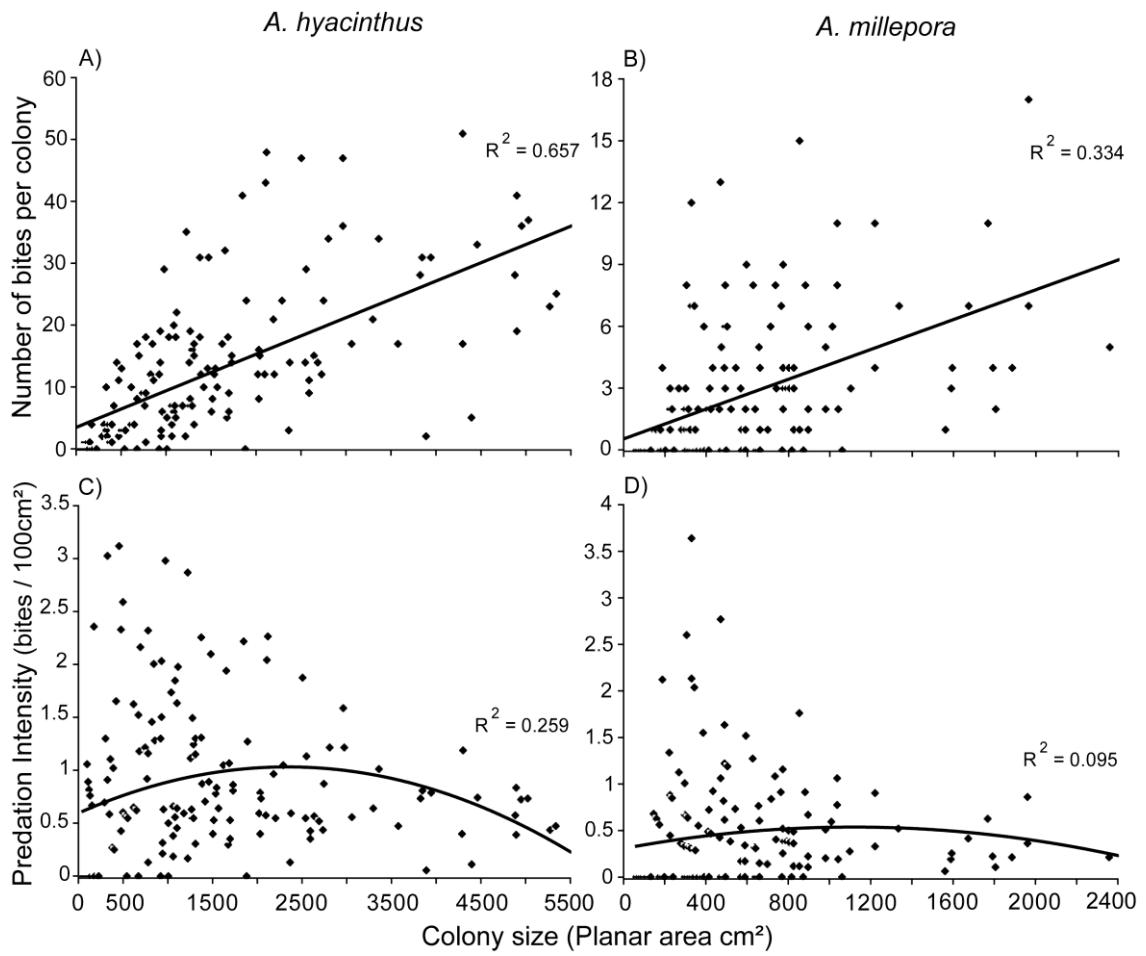 A. hyacinthus
A. millepora
A)
60
50
40
30
20
10
0
R² = 0.657
Number of bites per colony
B)
18
15
12
9
6
3
0
R² = 0.334
C)
3.5
3
2.5
2
1.5
1
0.5
0
R² = 0.259
Predation Intensity (bites / 100cm²)
0 500 1500 2500 3500 4500 5500
D)
4
3.5
3
2.5
2
1.5
1
0.5
0
R² = 0.095
0 400 800 1200 1600 2000 2400
Colony size (Planar area cm²)